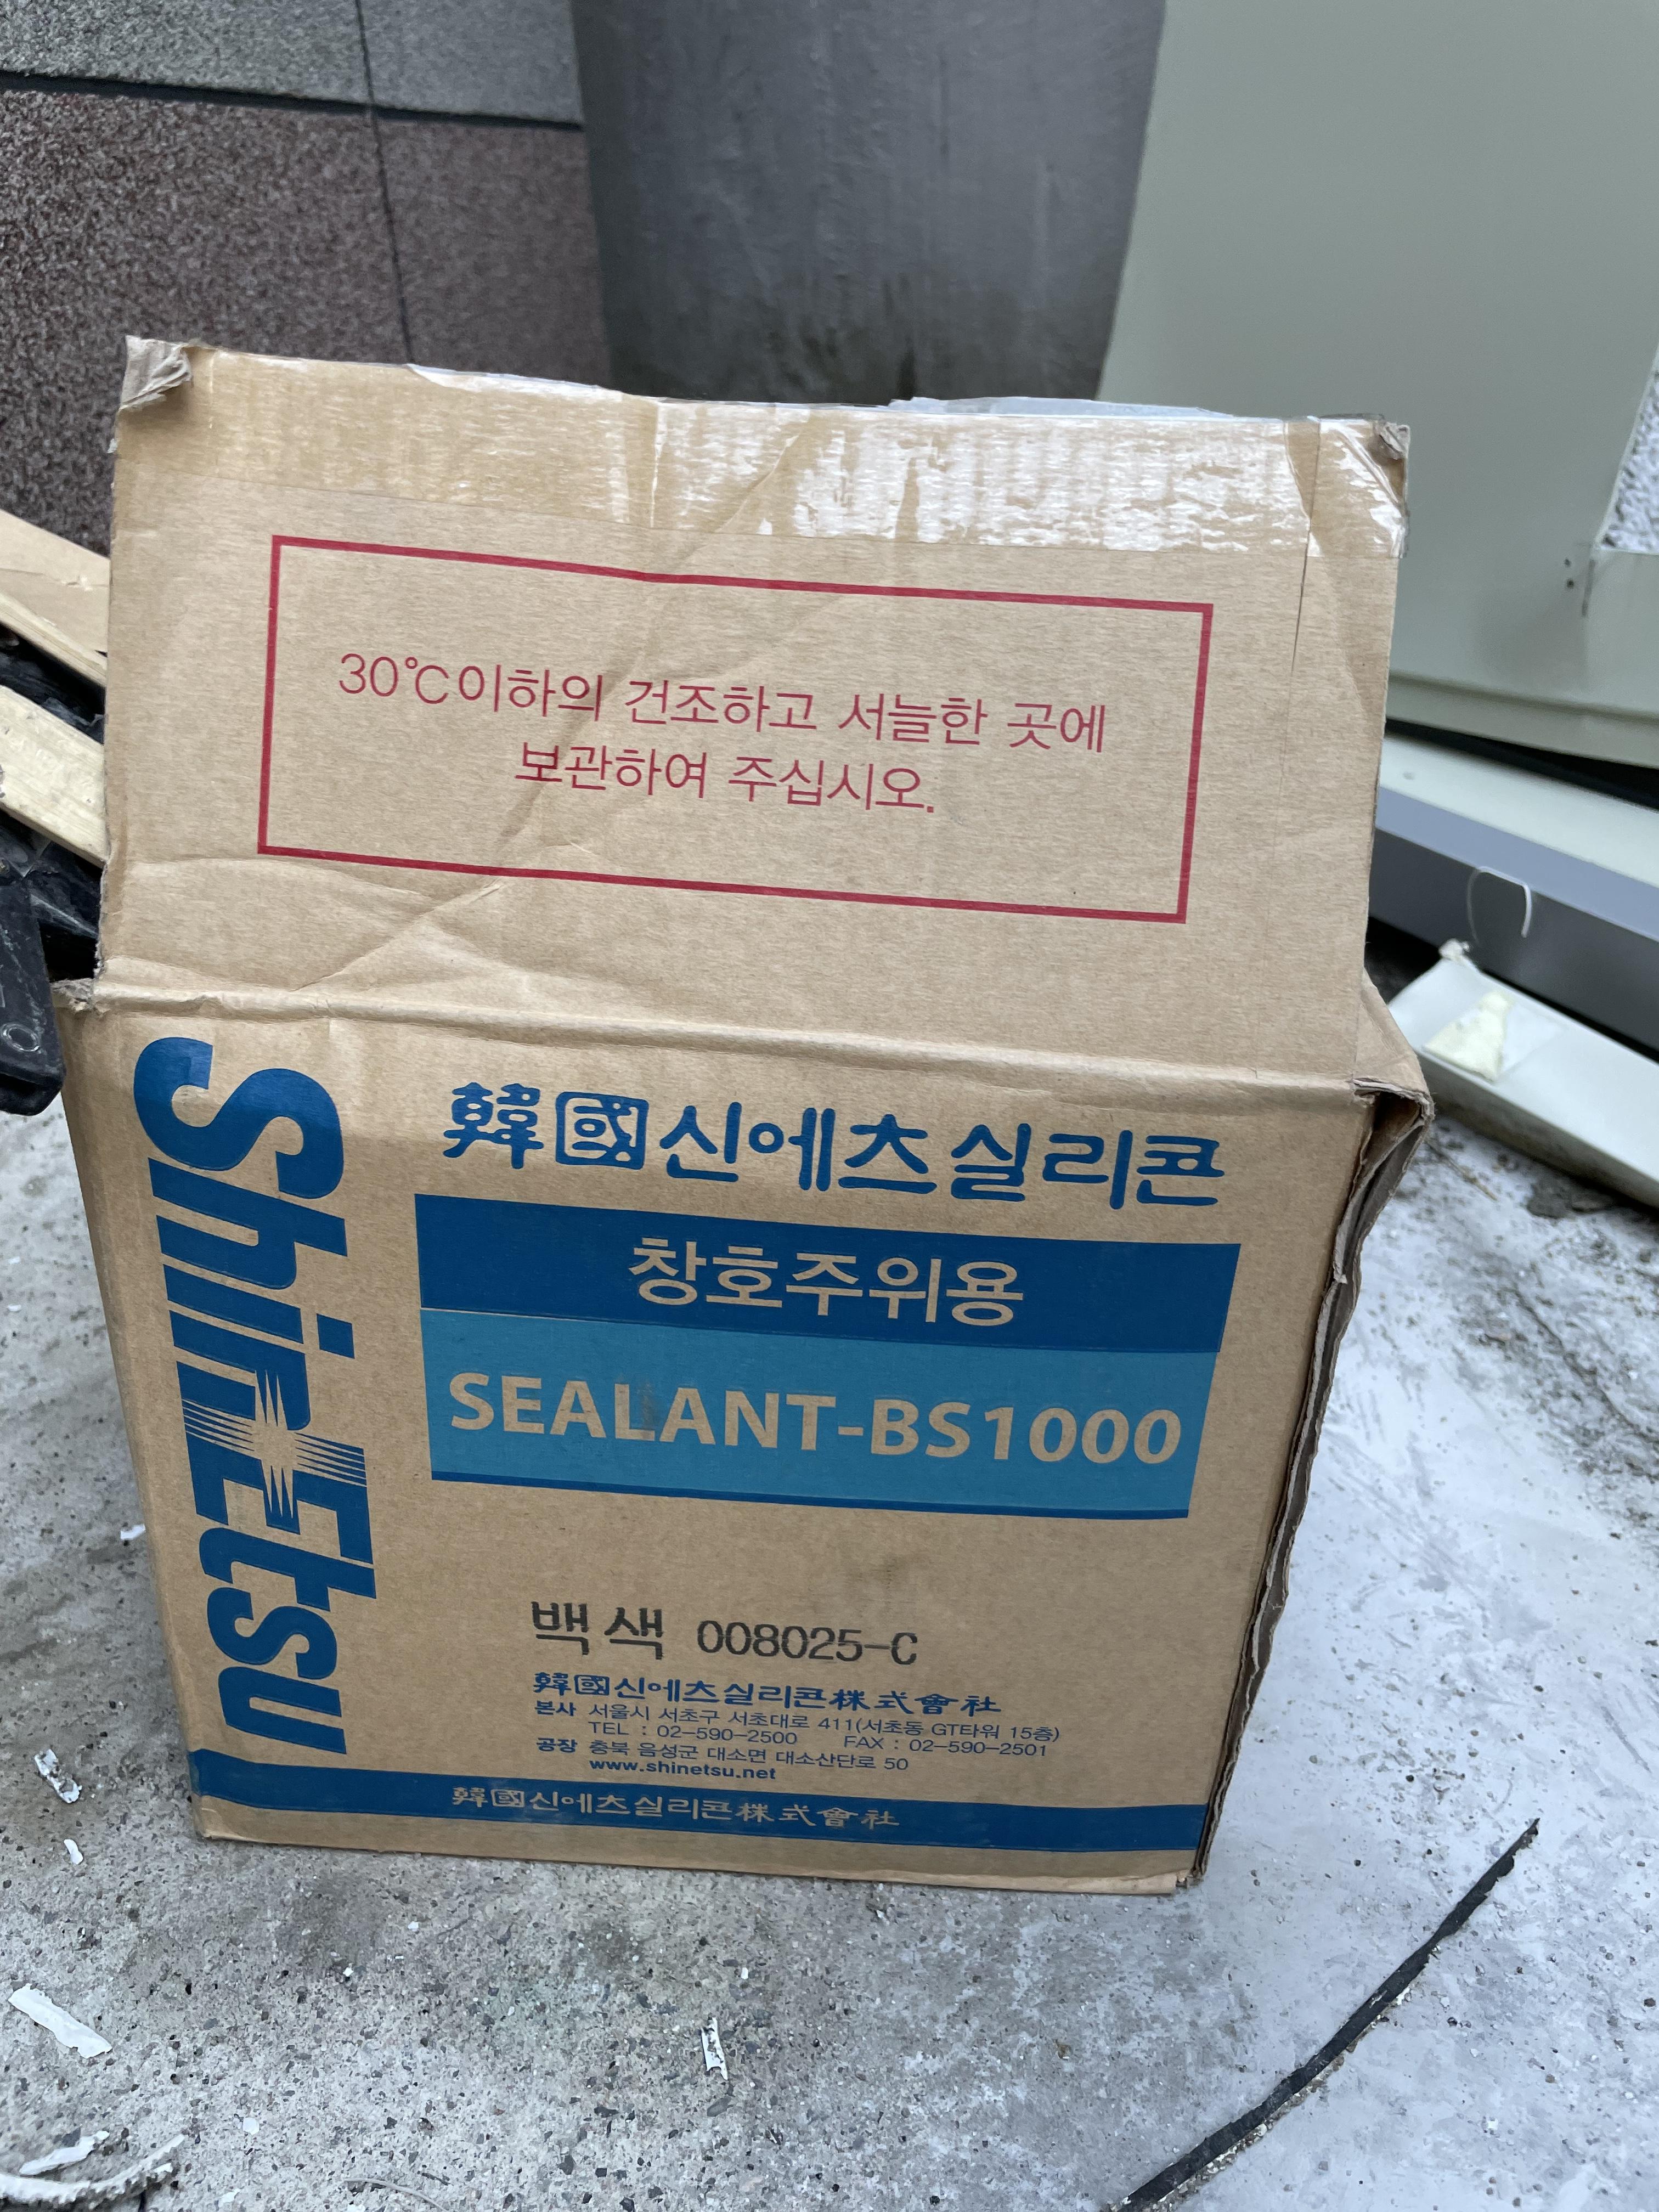 30℃이하의 건조하고 서늘한 곳에
보관하여 주십시오.
ShinEtsu
韓國신에츠실리콘
창호주위용
SEALANT-BS1000
백색 008025-C
韓國신에츠실리콘株式會社
본사 서울시 서초구 서초대로 411(서초동 GT타워 15층)
TEL : 02-590-2500 FAX : 02-590-2501
공장 충북 음성군 대소면 대소산단로 50
www.shinetsu.net
韓國신에츠실리콘株式會社